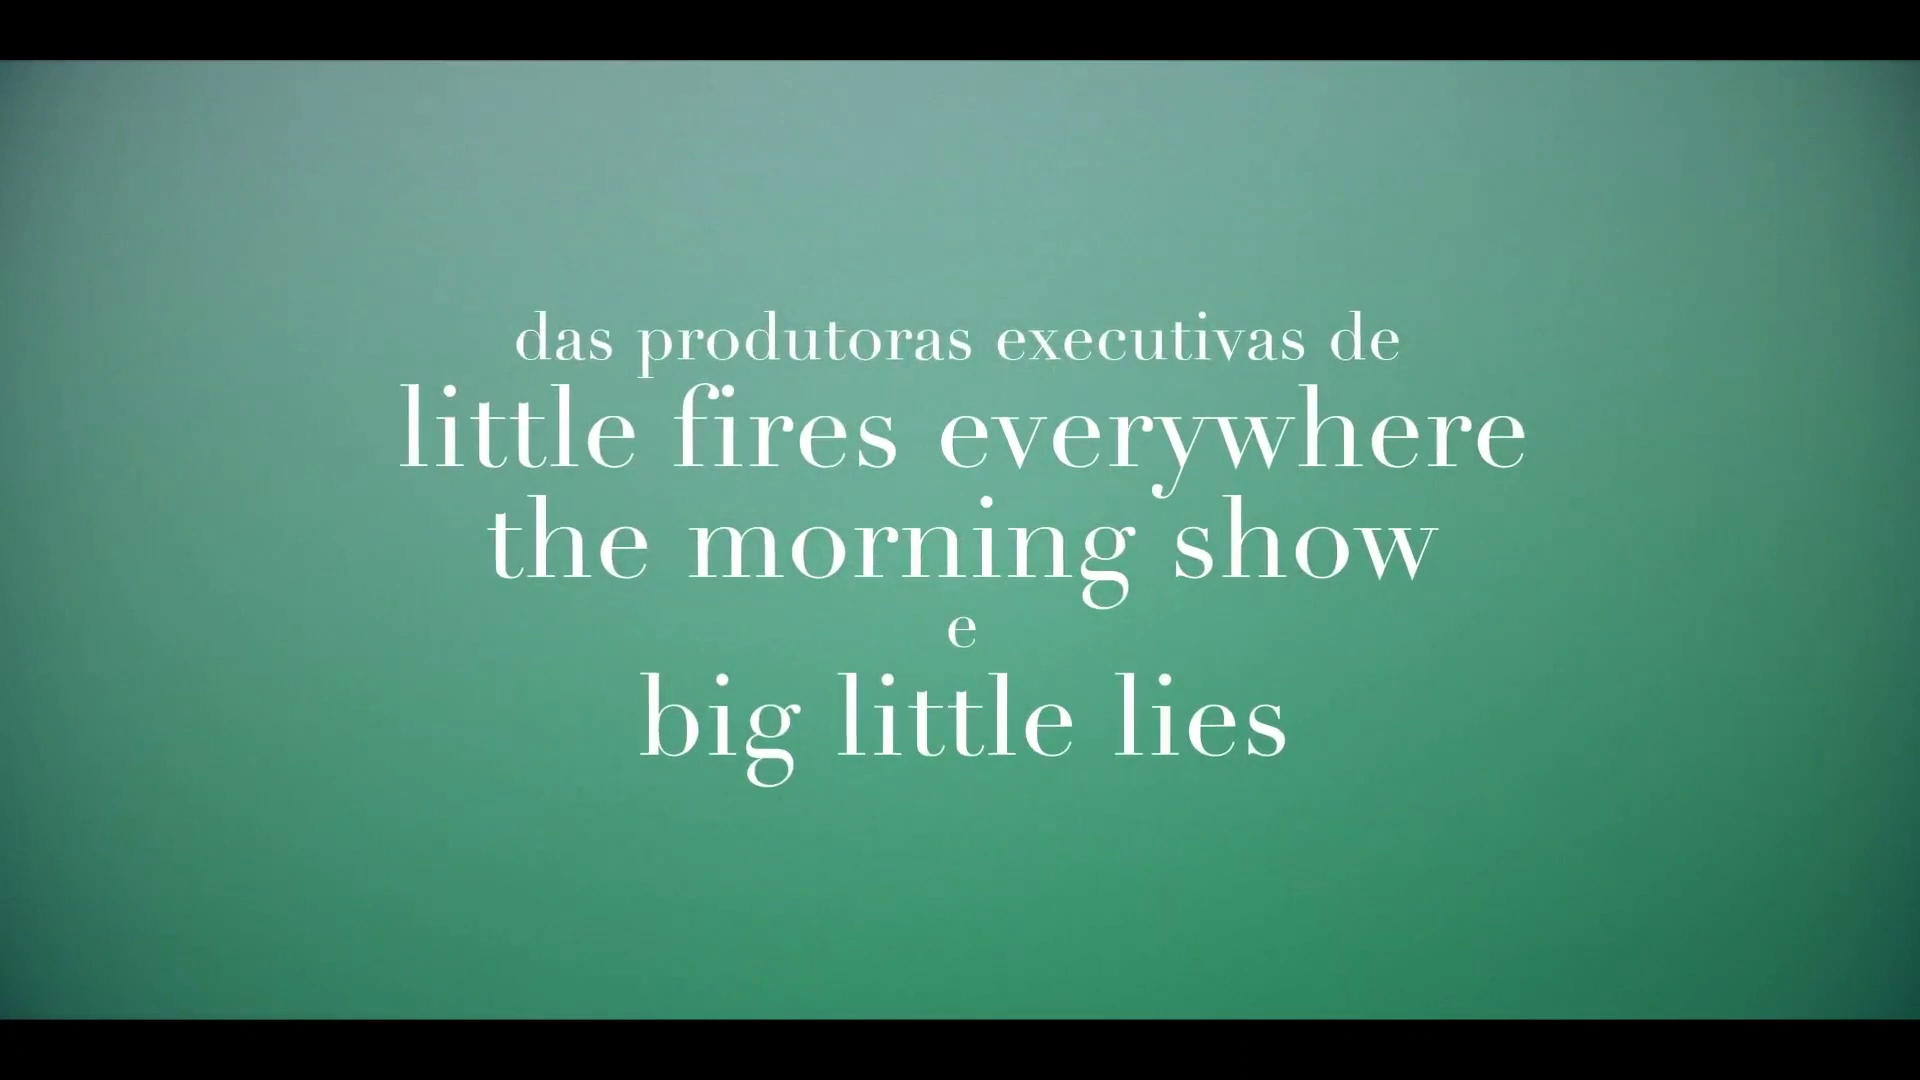 das produtoras executivas de
little fires everywhere
the morning show
e
big little lies